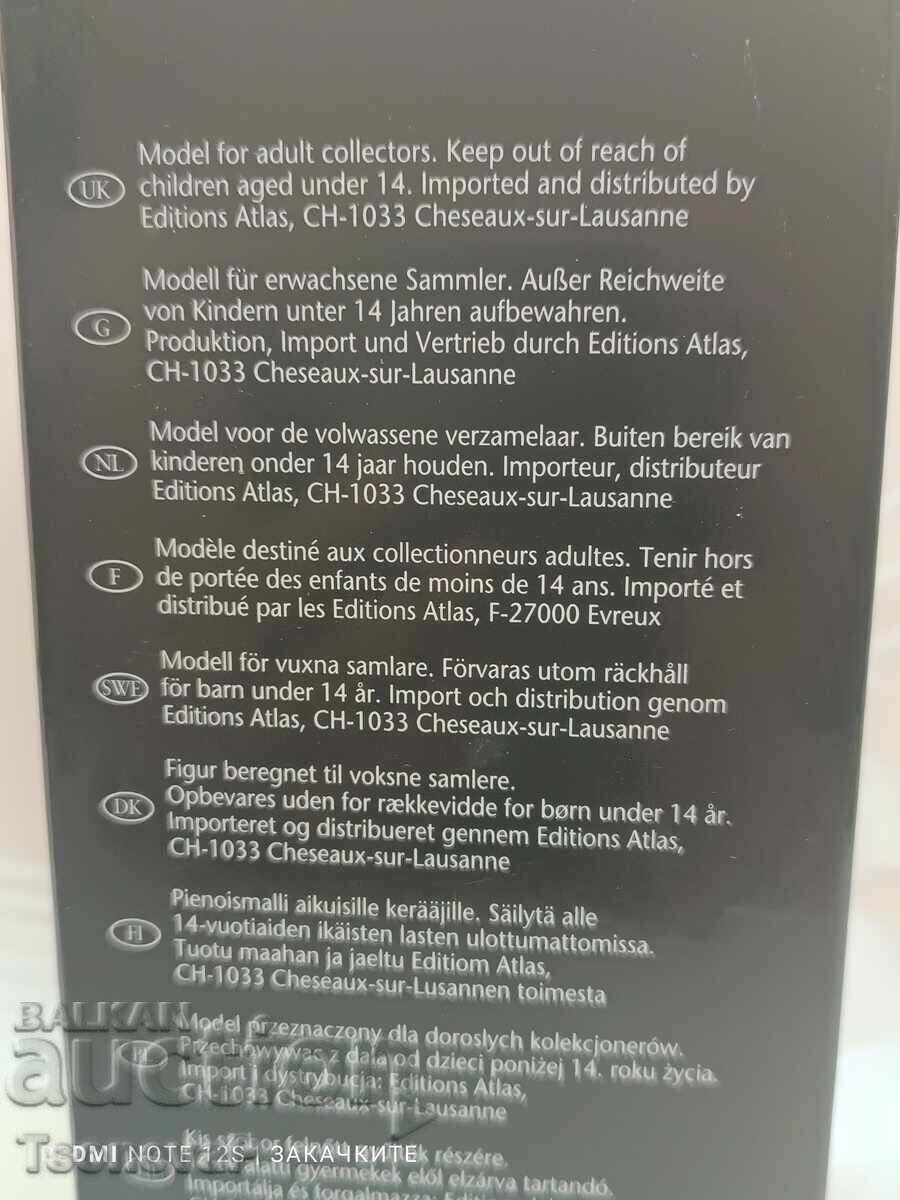 UK
Model for adult collectors. Keep out of reach of
children aged under 14. Imported and distributed by
Editions Atlas, CH-1033 Cheseaux-sur-Lausanne
G
Modell für erwachsene Sammler. Außer Reichweite
von Kindern unter 14 Jahren aufbewahren.
Produktion, Import und Vertrieb durch Editions Atlas,
CH-1033 Cheseaux-sur-Lausanne
NL
Model voor de volwassene verzamelaar. Buiten bereik van
kinderen onder 14 jaar houden. Importeur, distributeur
Editions Atlas, CH-1033 Cheseaux-sur-Lausanne
F
Modèle destiné aux collectionneurs adultes. Tenir hors
de portée des enfants de moins de 14 ans. Importé et
distribué par les Editions Atlas, F-27000 Evreux
SWE
Modell för vuxna samlare. Förvaras utom räckhåll
för barn under 14 år. Import och distribution genom
Editions Atlas, CH-1033 Cheseaux-sur-Lausanne
DK
Figur beregnet til voksne samlere.
Opbevares uden for rækkevidde for børn under 14 år.
Importeret og distribueret gennem Editions Atlas,
CH-1033 Cheseaux-sur-Lausanne
FI
Pienoismalli aikuisille kerääjille. Säilytä alle
14-vuotiaiden ikäisten lasten ulottumattomissa.
Tuotu maahan ja jaeltu Editiom Atlas,
CH-1033 Cheseaux-sur-Lusannen toimesta
PL
Model przeznaczony dla doroslych kolekcjonerów.
Przechowywas z dala od dzieci poniżej 14. roku życia.
Import i dystrybucja: Editions Atlas,
CH-1033 Cheseaux-sur-Lausanne
Kis részére.
alatti gyermekek elől elzárva tartandó.
Importálja és forgalmazza:
BALKAN
auction
REDMI NOTE 12S | ЗАКАЧКИТЕ